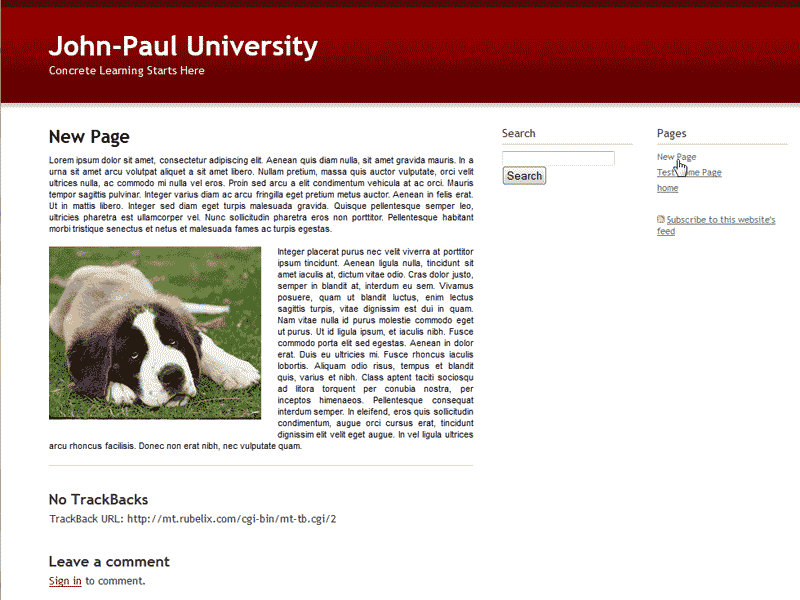 John-Paul University
Concrete Learning Starts Here
New Page
Lorem ipsum dolor sit amet, consectetur adipiscing elit. Aenean quis diam nulla, sit amet gravida mauris. In a
urna sit amet arcu volutpat aliquet a sit amet libero. Nullam pretium, massa quis auctor vulputate, orci velit
ultrices nulla, ac commodo mi nulla vel eros. Proin sed arcu a elit condimentum vehicula at ac orci. Mauris
tempor sagittis pulvinar. Integer varius diam ac arcu fringilla eget pretium metus auctor. Aenean in felis erat.
Ut in mattis libero. Integer sed diam eget turpis malesuada gravida. Quisque pellentesque semper leo,
ultricies pharetra est ullamcorper vel. Nunc sollicitudin pharetra eros non porttitor. Pellentesque habitant
morbi tristique senectus et netus et malesuada fames ac turpis egestas.
Integer placerat purus nec velit viverra at porttitor
ipsum tincidunt. Aenean ligula nulla, tincidunt sit
amet iaculis at, dictum vitae odio. Cras dolor justo,
semper in blandit at, interdum eu sem. Vivamus
posuere, quam ut blandit luctus, enim lectus
sagittis turpis, vitae dignissim est dui in quam.
Nam vitae nulla id purus molestie commodo eget
ut purus. Ut id ligula ipsum, et iaculis nibh. Fusce
commodo porta elit sed egestas. Aenean in dolor
erat. Duis eu ultricies mi. Fusce rhoncus iaculis
lobortis. Aliquam odio risus, tempus et blandit
quis, varius et nibh. Class aptent taciti sociosqu
ad litora torquent per conubia nostra, per
inceptos himenaeos. Pellentesque consequat
interdum semper. In eleifend, eros quis sollicitudin
condimentum, augue orci cursus erat, tincidunt
dignissim elit velit eget augue. In vel ligula ultrices
arcu rhoncus facilisis. Donec non erat nibh, nec vulputate quam.
No TrackBacks
TrackBack URL: http://mt.rubelix.com/cgi-bin/mt-tb.cgi/2
Leave a comment
Sign in to comment.
Search
Search
Pages
New Page
Page
home
Subscribe to this website's
feed